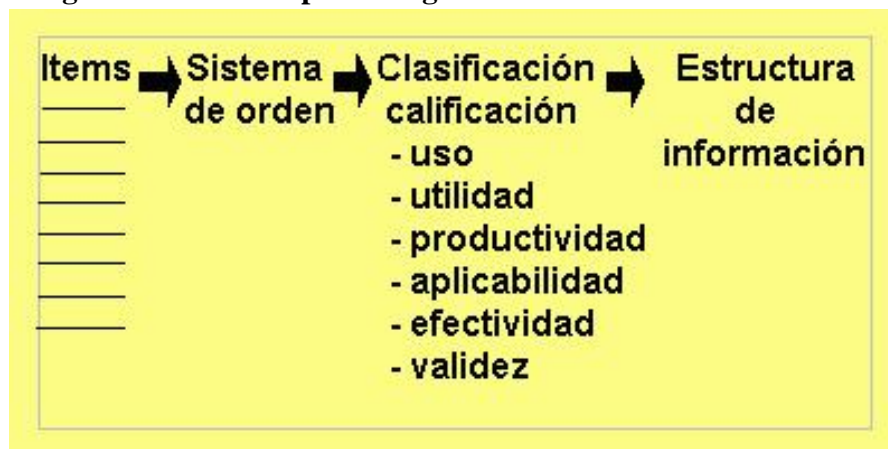 Items Sistema Clasificación Estructura
de orden calificación de
- uso información
- utilidad
- productividad
- aplicabilidad
- efectividad
- validez